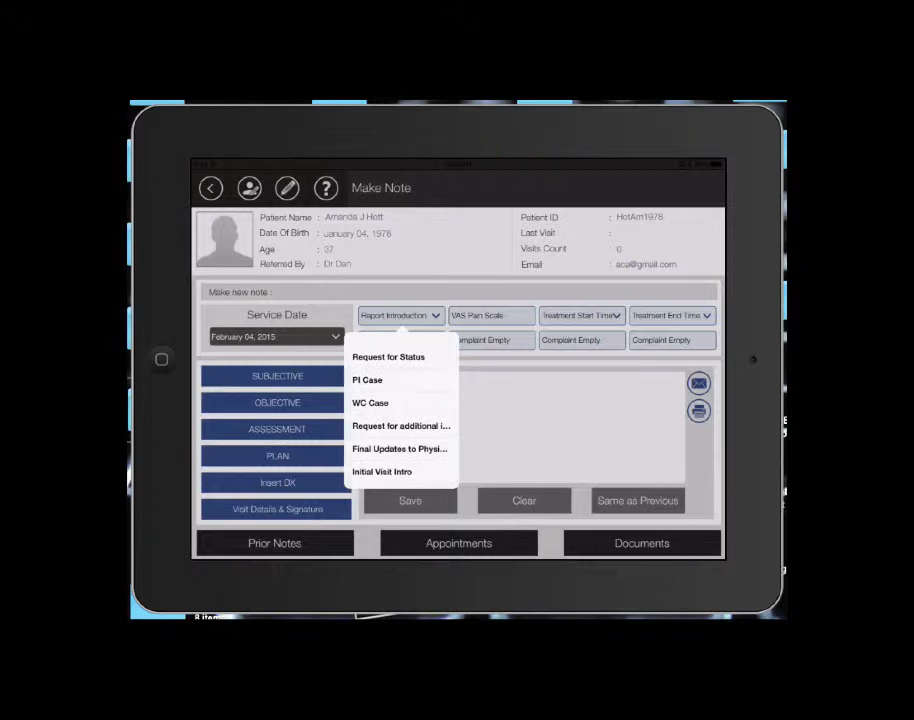 Make Note
Patient Name : Amanda J Hott
Date Of Birth : January 04, 1978
Age : 37
Referred By : Dr Dan
Patient ID : HotAm1978
Last Visit :
Visits Count : 0
Email : aca@gmail.com
Make new note :
Service Date
February 04, 2015
Report Introduction
VAS Pain Scale
Treatment Start Time
Treatment End Time
Complaint Empty
Complaint Empty
Complaint Empty
Request for Status
PI Case
WC Case
Request for additional i...
Final Updates to Physi...
Initial Visit Intro
SUBJECTIVE
OBJECTIVE
ASSESSMENT
PLAN
Insert DX
Visit Details & Signature
Save
Clear
Same as Previous
Prior Notes
Appointments
Documents
8 items